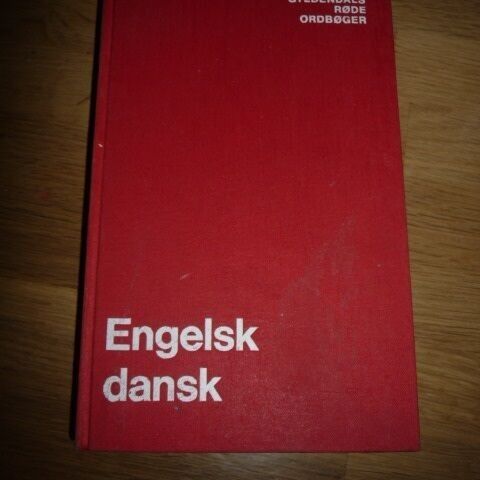 GYLDENDALS
RØDE
ORDBØGER
Engelsk
dansk